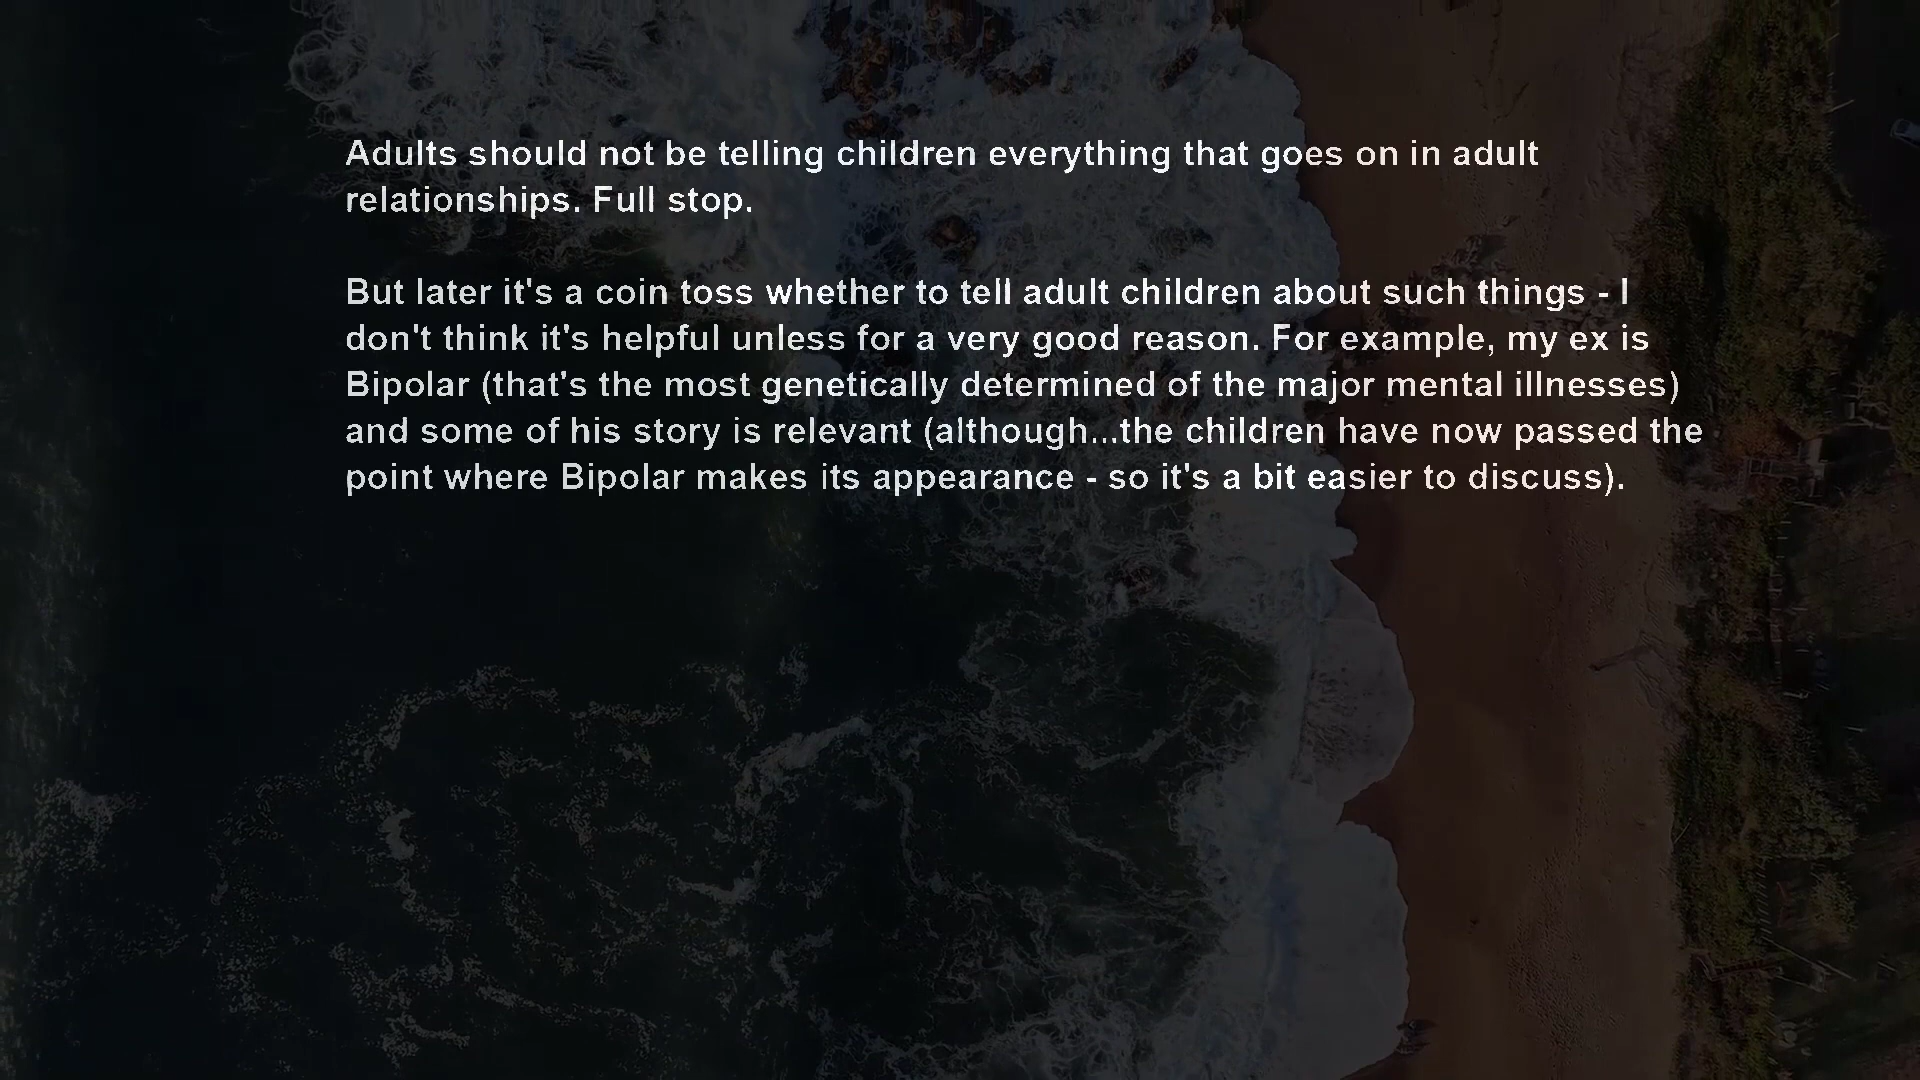 Adults should not be telling children everything that goes on in adult
relationships. Full stop.
But later it's a coin toss whether to tell adult children about such things - I
don't think it's helpful unless for a very good reason. For example, my ex is
Bipolar (that's the most genetically determined of the major mental illnesses)
and some of his story is relevant (although...the children have now passed the
point where Bipolar makes its appearance - so it's a bit easier to discuss).